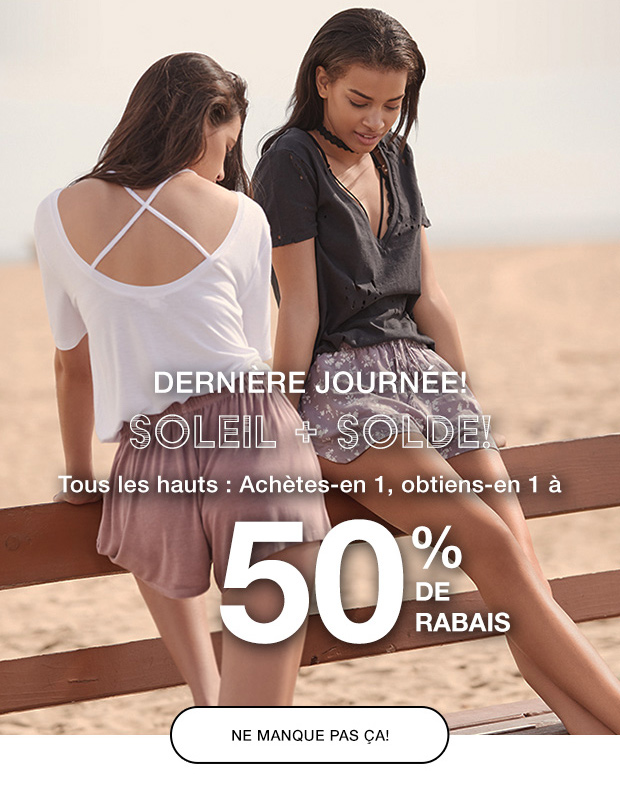 DERNIÈRE JOURNÉE!
SOLEIL + SOLDE!
Tous les hauts : Achètes-en 1, obtiens-en 1 à
50%
DE
RABAIS
NE MANQUE PAS ÇA!